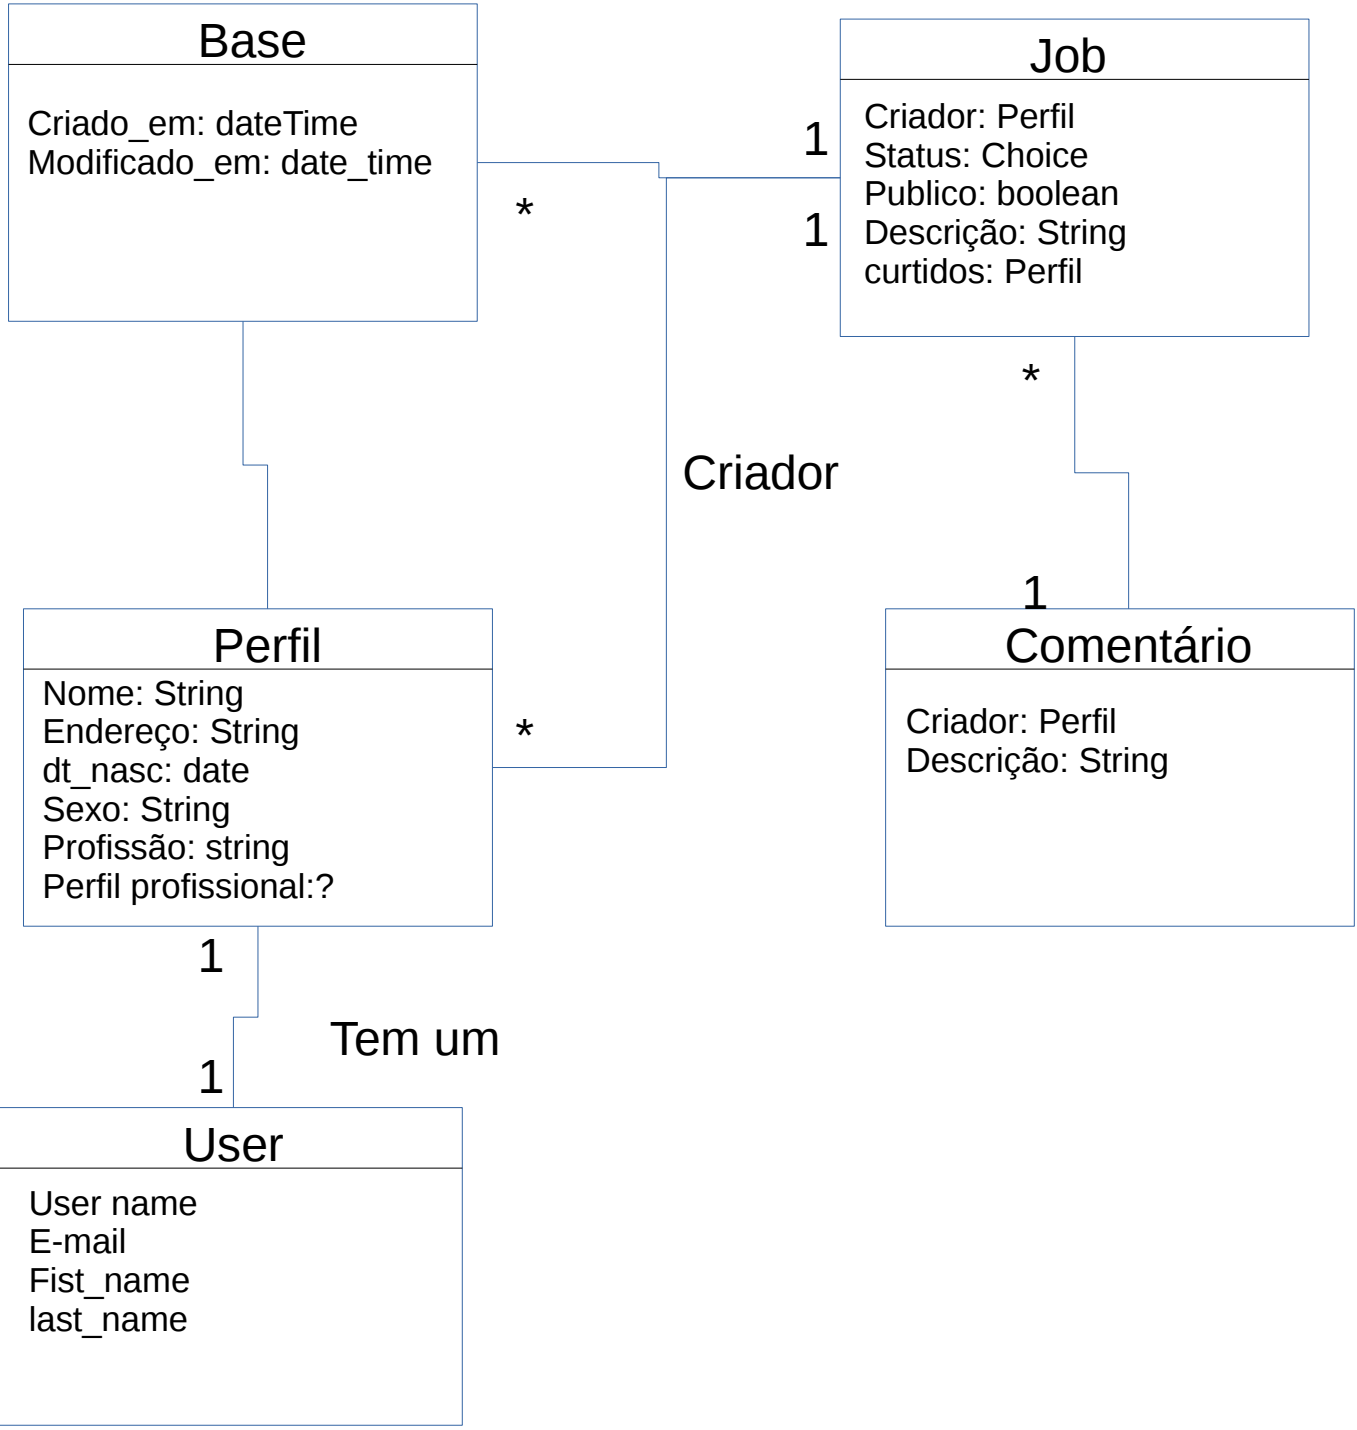 Base
Criado_em: dateTime
Modificado_em: date_time
*
Job
1
1
Criador: Perfil
Status: Choice
Publico: boolean
Descrição: String
curtidos: Perfil
*
Criador
1
Perfil
Nome: String
Endereço: String
dt_nasc: date
Sexo: String
Profissão: string
Perfil profissional:?
*
Comentário
Criador: Perfil
Descrição: String
1
Tem um
1
User
User name
E-mail
Fist_name
last_name